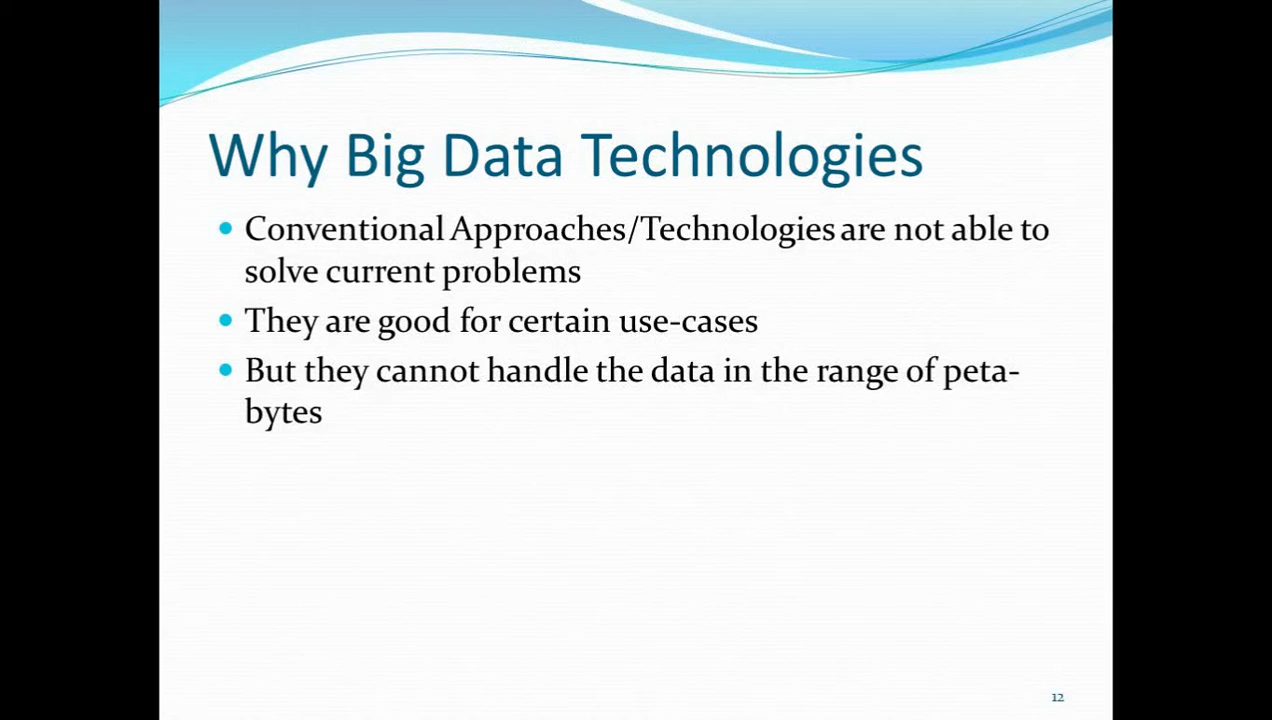 Why Big Data Technologies
• Conventional Approaches/Technologies are not able to
solve current problems
• They are good for certain use-cases
• But they cannot handle the data in the range of peta-
bytes
12